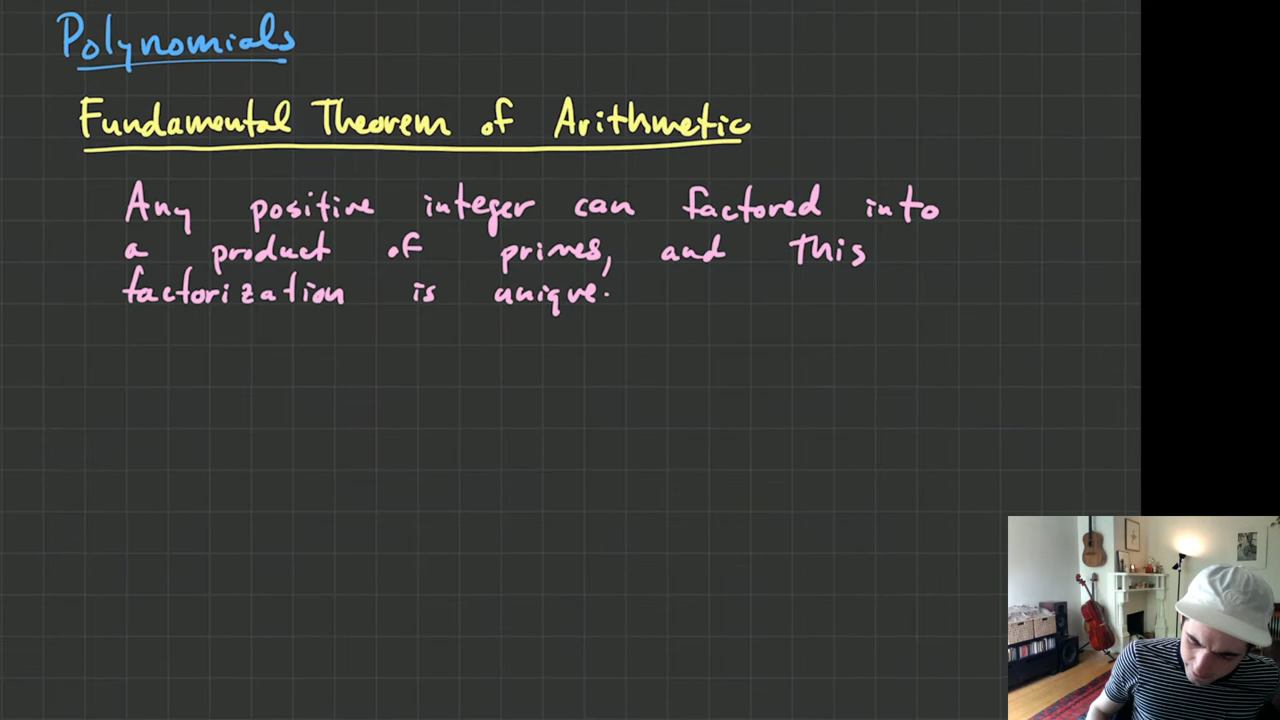 Polynomials
Fundamental Theorem of Arithmetic
Any positive integer can factored into
a product of primes, and this
factorization is unique.